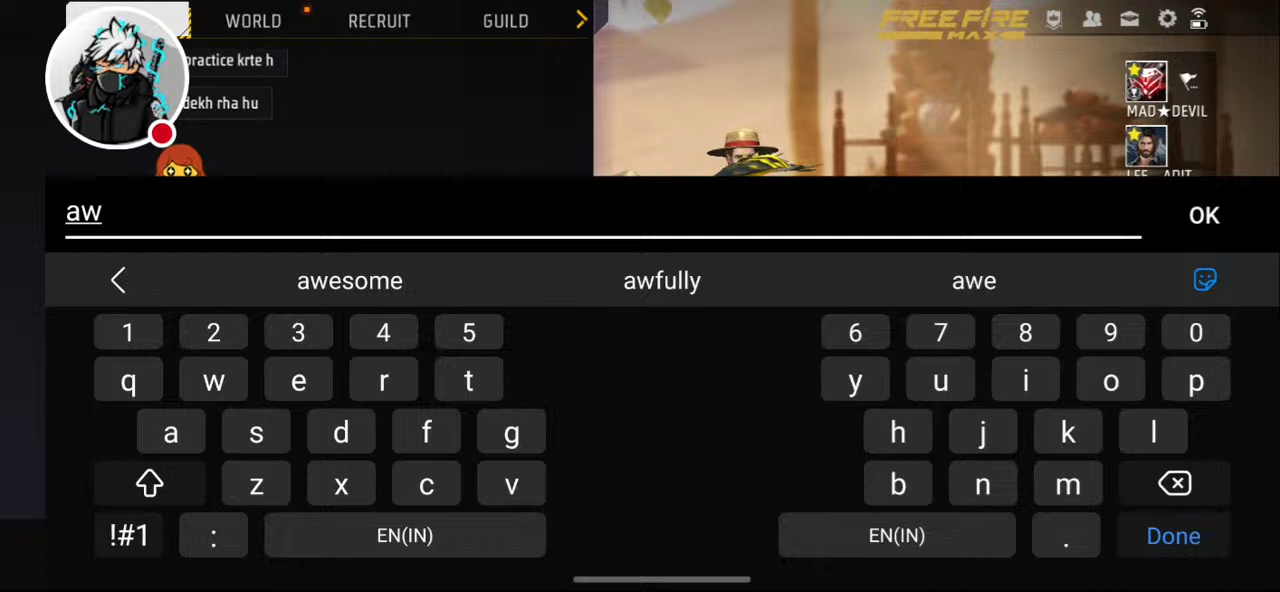 WORLD RECRUIT GUILD
FREE FIRE
MAX
practice krte h
dekh rha hu
MAD★DEVIL
aw
OK
awesome awfully awe
1 2 3 4 5 6 7 8 9 0
q w e r t y u i o p
a s d f g h j k l
z x c v b n m
!#1 : EN(IN) EN(IN) . Done